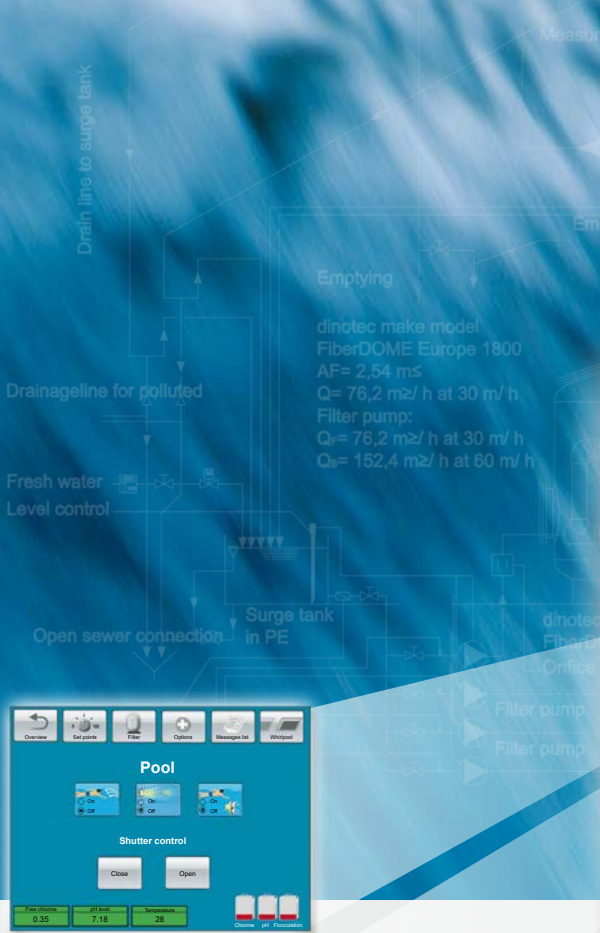 Measur
Drain line to surge tank
Em
Emptying
dinotec make model
FiberDOME Europe 1800
AF= 2,54 m≤
Q= 76,2 m≥/ h at 30 m/ h
Filter pump:
QF= 76,2 m≥/ h at 30 m/ h
QB= 152,4 m≥/ h at 60 m/ h
Drainageline for polluted
Fresh water
Level control
Surge tank
in PE
Open sewer connection
dinotec
FiberD
Orifice
Filter pump
Filter pump
Overview
Set points
Filter
Options
Messages list
Whirlpool
Pool
On
Off
On
Off
On
Off
Shutter control
Close
Open
Free chlorine
0.35
pH level
7.18
Temperature
28
Chlorine
pH
Flocculation